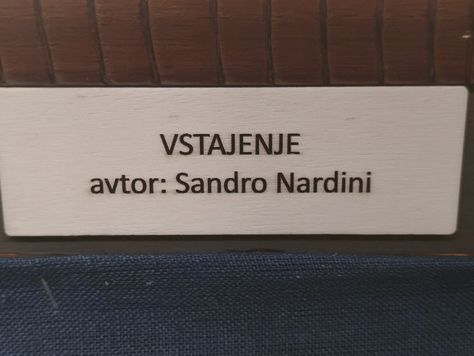 VSTAJENJE
avtor: Sandro Nardini